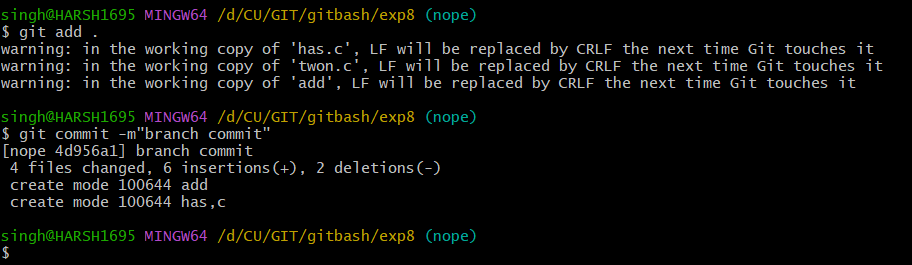 singh@HARSH1695 MINGW64 /d/CU/GIT/gitbash/exp8 (nope)
$ git add .
warning: in the working copy of 'has.c', LF will be replaced by CRLF the next time Git touches it
warning: in the working copy of 'twon.c', LF will be replaced by CRLF the next time Git touches it
warning: in the working copy of 'add', LF will be replaced by CRLF the next time Git touches it
singh@HARSH1695 MINGW64 /d/CU/GIT/gitbash/exp8 (nope)
$ git commit -m"branch commit"
[nope 4d956a1] branch commit
4 files changed, 6 insertions(+), 2 deletions(-)
create mode 100644 add
create mode 100644 has,c
singh@HARSH1695 MINGW64 /d/CU/GIT/gitbash/exp8 (nope)
$